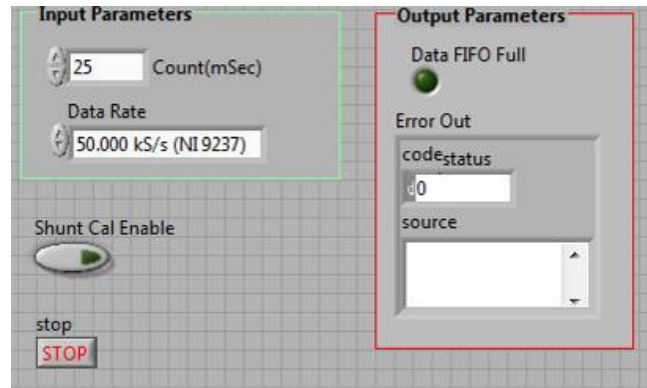 Input Parameters
25 Count(mSec)
Data Rate
50.000 kS/s (NI 9237)
Shunt Cal Enable
stop
STOP
Output Parameters
Data FIFO Full
Error Out
code status
d 0
source